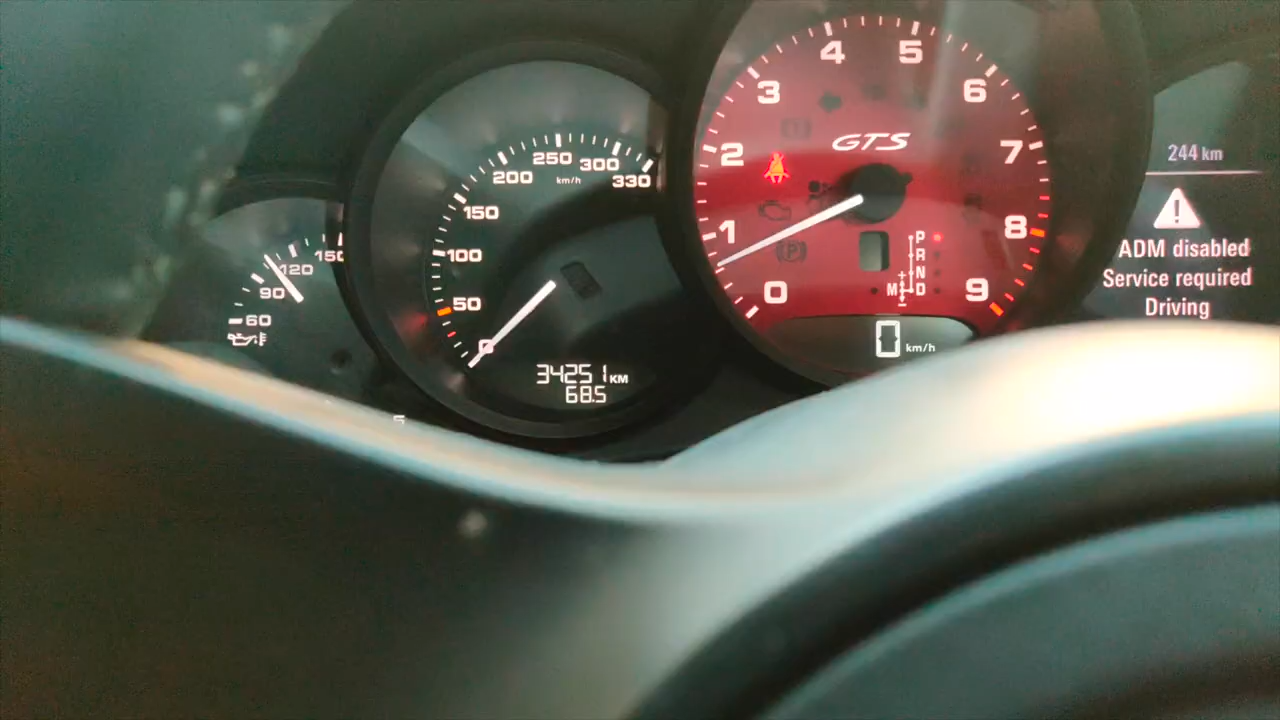 60
90
120
150
50
100
150
200
250
300
330
km/h
0
34251 KM
68.5
0
1
2
3
4
5
6
7
8
9
GTS
P
R
N
M D
+
-
0 km/h
244 km
ADM disabled
Service required
Driving